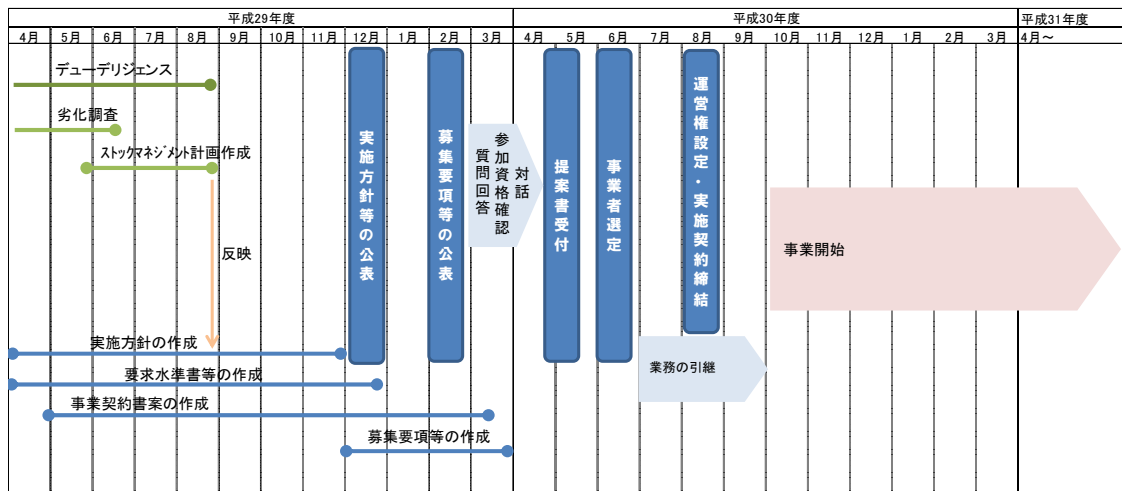 平成29年度 平成30年度 平成31年度
4月 5月 6月 7月 8月 9月 10月 11月 12月 1月 2月 3月 4月 5月 6月 7月 8月 9月 10月 11月 12月 1月 2月 3月 4月～
デューデリジェンス
劣化調査
ストックマネジメント計画作成
反映
実施方針等の公表
募集要項等の公表
質問回答
参加資格確認
対話
提案書受付
事業者選定
運営権設定・実施契約締結
事業開始
実施方針の作成
業務の引継
要求水準書等の作成
事業契約書案の作成
募集要項等の作成